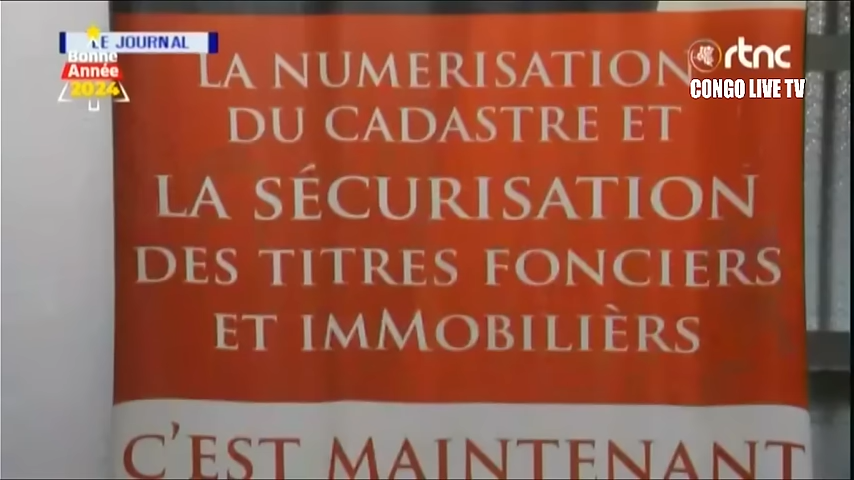 LE JOURNAL
Bonne
Année
2024
rtnc
CONGO LIVE TV
LA NUMERISATION
DU CADASTRE ET
LA SÉCURISATION
DES TITRES FONCIERS
ET IMMOBILIÈRS
C'EST MAINTENANT